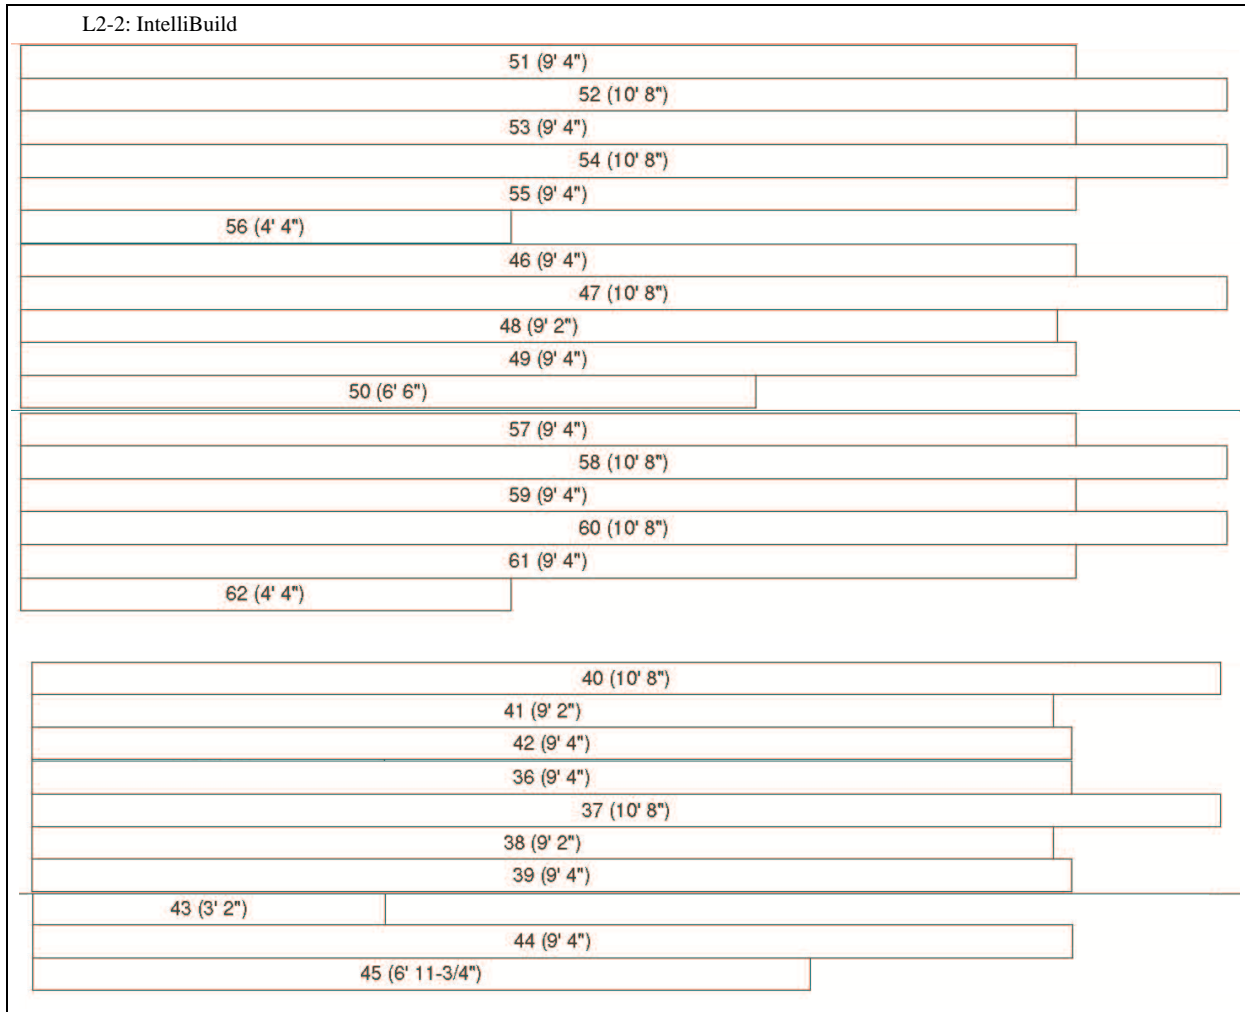 L2-2: IntelliBuild
51 (9' 4")
52 (10' 8")
53 (9' 4")
54 (10' 8")
55 (9' 4")
56 (4' 4")
46 (9' 4")
47 (10' 8")
48 (9' 2")
49 (9' 4")
50 (6' 6")
57 (9' 4")
58 (10' 8")
59 (9' 4")
60 (10' 8")
61 (9' 4")
62 (4' 4")
40 (10' 8")
41 (9' 2")
42 (9' 4")
36 (9' 4")
37 (10' 8")
38 (9' 2")
39 (9' 4")
43 (3' 2")
44 (9' 4")
45 (6' 11-3/4")